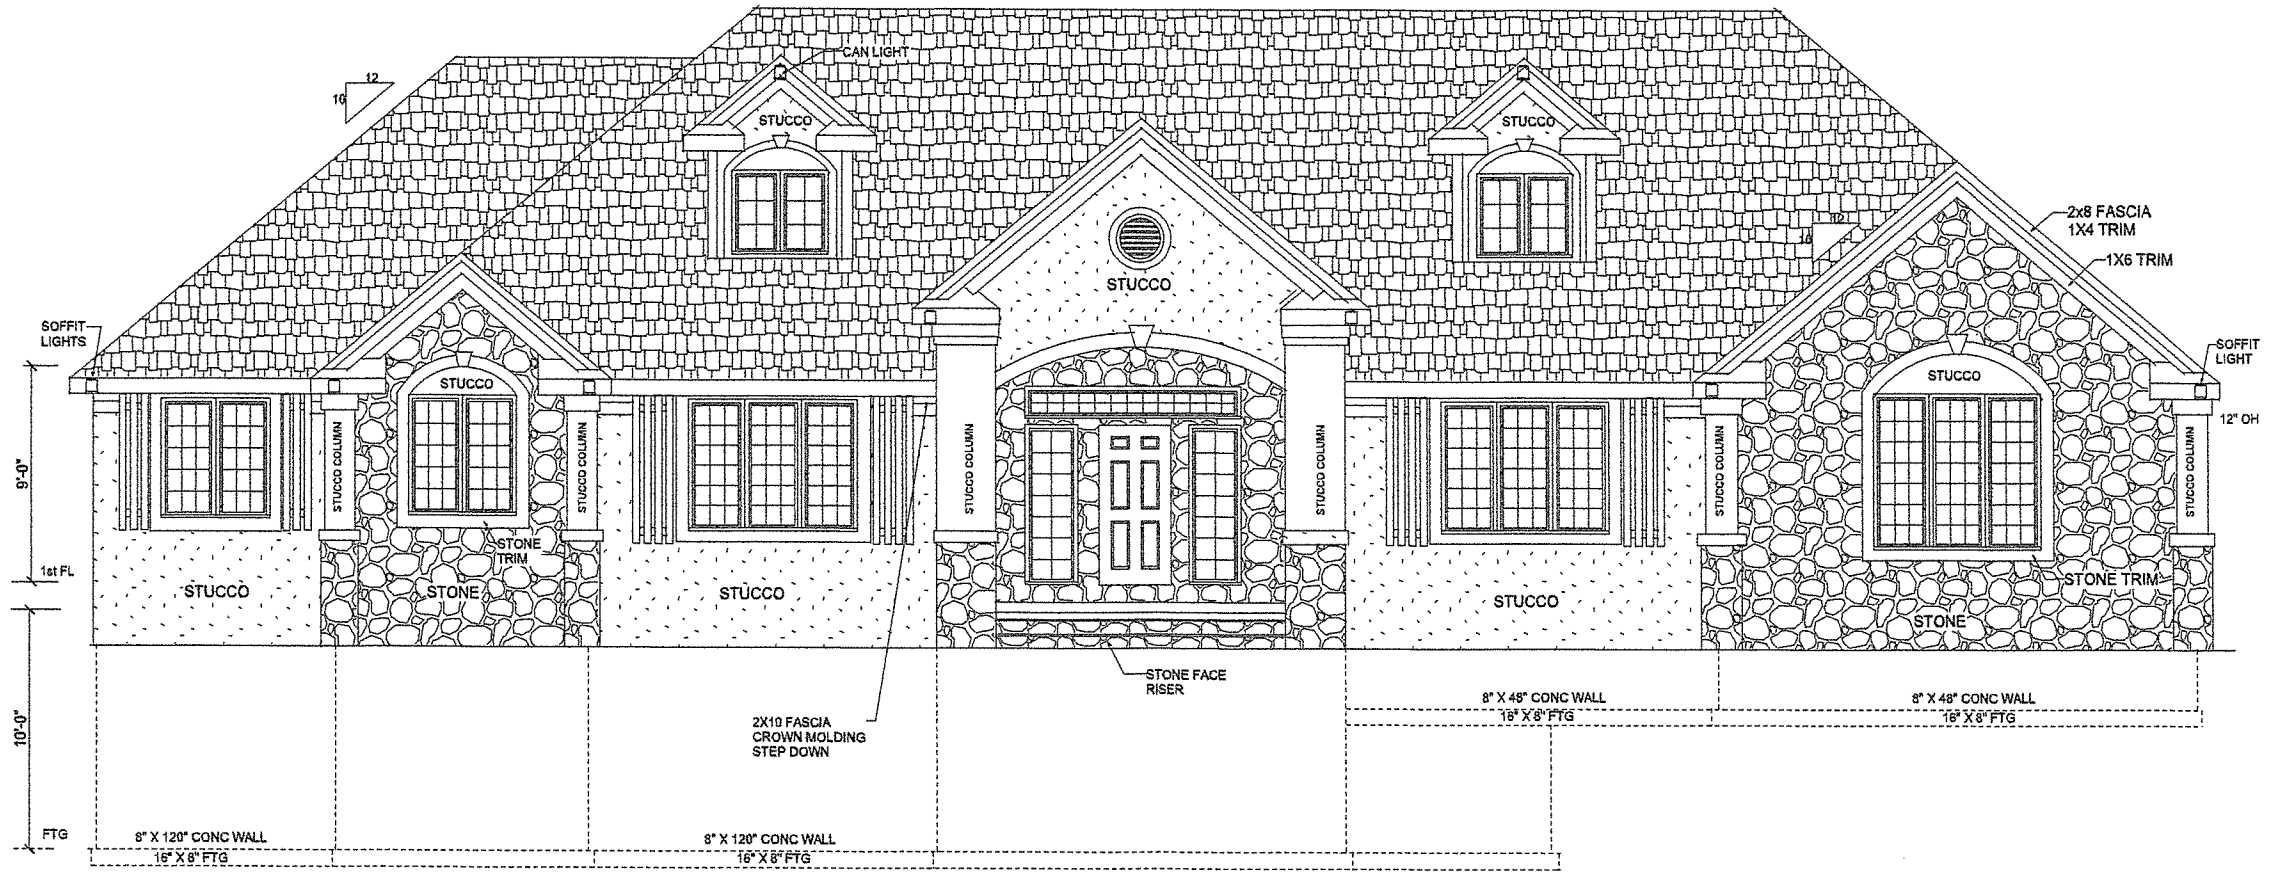 CAN LIGHT
12
10
STUCCO
STUCCO
2x8 FASCIA
1X4 TRIM
12
10
1X6 TRIM
STUCCO
SOFFIT
LIGHTS
SOFFIT
LIGHT
STUCCO
STUCCO
12" OH
9'-0"
STUCCO COLUMN
STUCCO COLUMN
STUCCO COLUMN
STUCCO COLUMN
STUCCO COLUMN
STUCCO COLUMN
STONE
TRIM
1st FL
STUCCO
STONE
STUCCO
STUCCO
STONE TRIM
STONE
STONE FACE
RISER
10'-0"
2X10 FASCIA
CROWN MOLDING
STEP DOWN
8" X 48" CONC WALL
16" X 8" FTG
8" X 48" CONC WALL
16" X 8" FTG
FTG
8" X 120" CONC WALL
16" X 8" FTG
8" X 120" CONC WALL
16" X 8" FTG